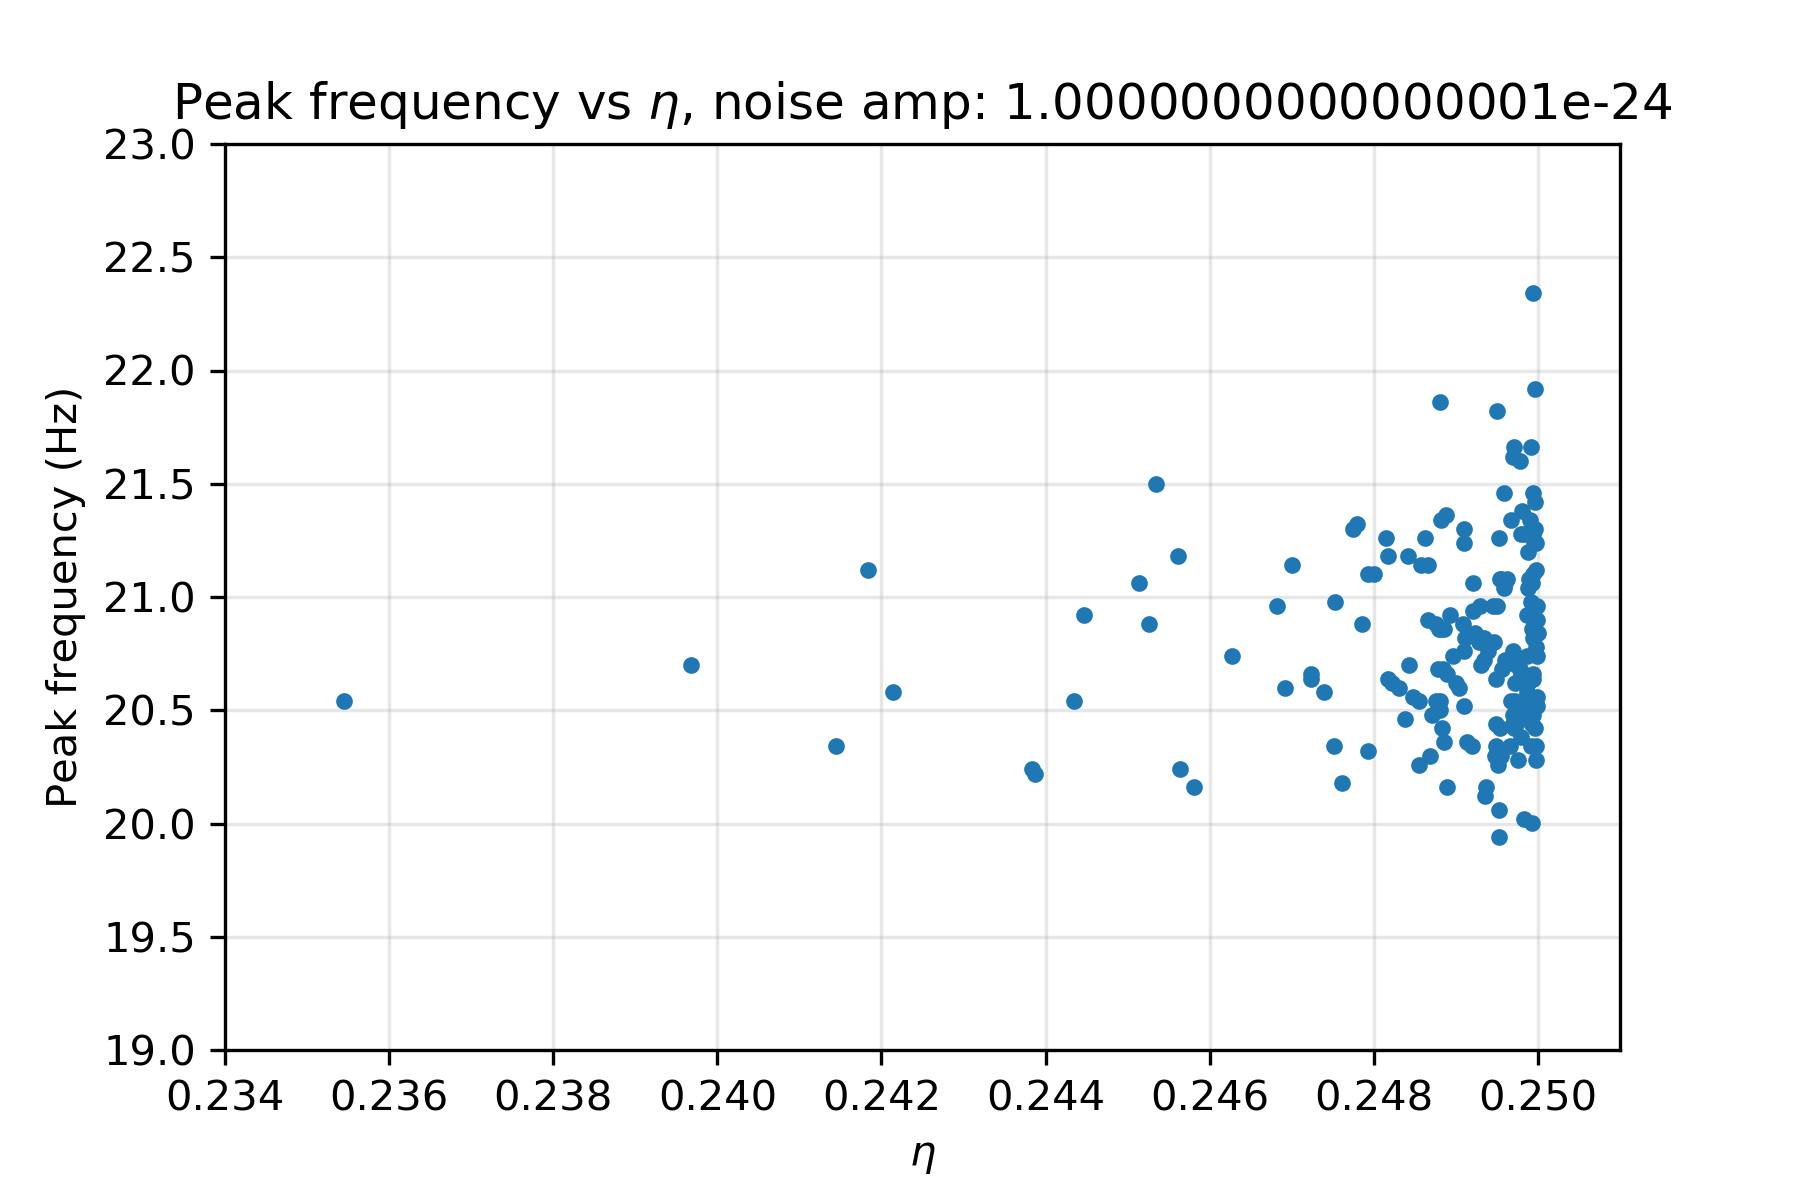 Peak frequency vs η, noise amp: 1.0000000000000001e-24
23.0
22.5
22.0
21.5
21.0
20.5
20.0
19.5
19.0
Peak frequency (Hz)
0.234 0.236 0.238 0.240 0.242 0.244 0.246 0.248 0.250
η